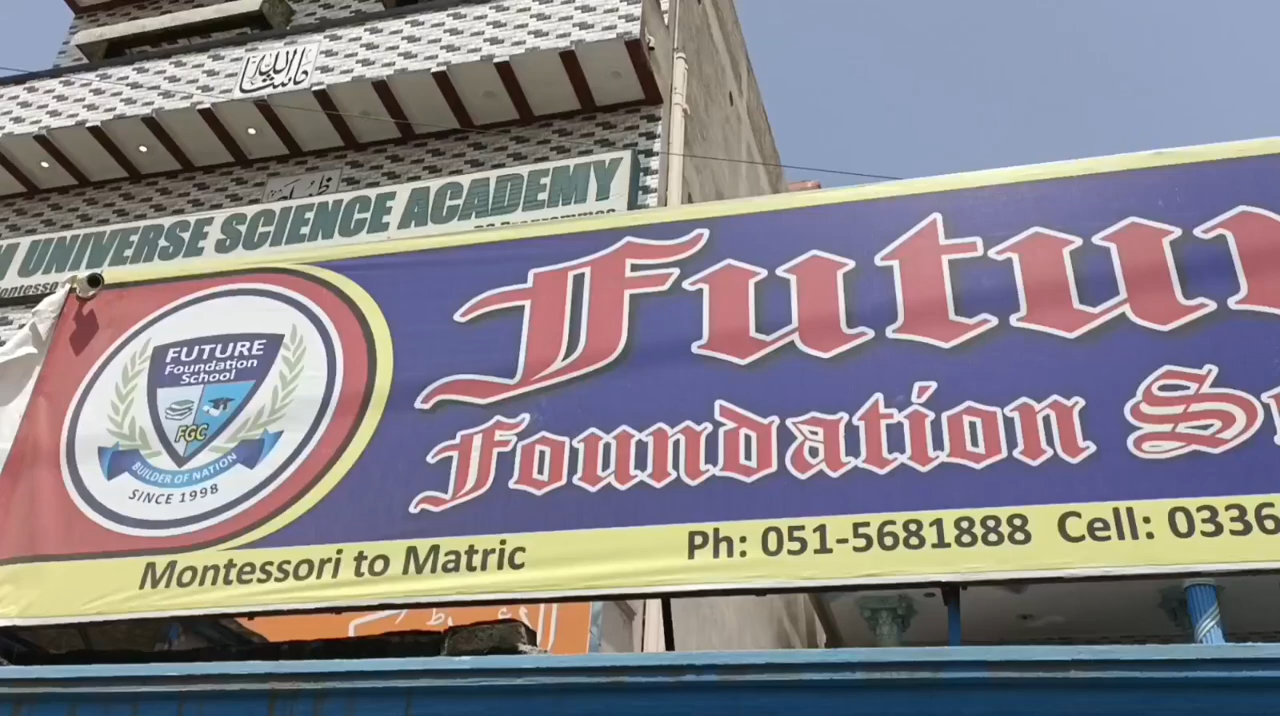 ماشاءاللہ
UNIVERSE SCIENCE ACADEMY
Futu
Foundation S
FUTURE
Foundation
School
FGC
BUILDER OF NATION
SINCE 1998
Montessori to Matric
Ph: 051-5681888 Cell: 0336